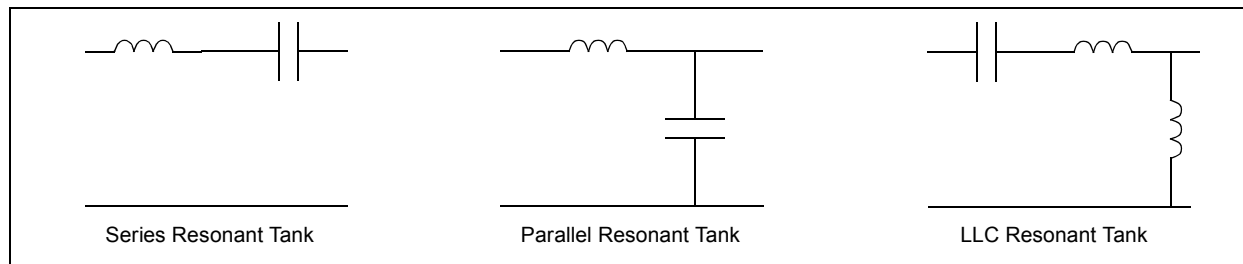 Series Resonant Tank
Parallel Resonant Tank
LLC Resonant Tank